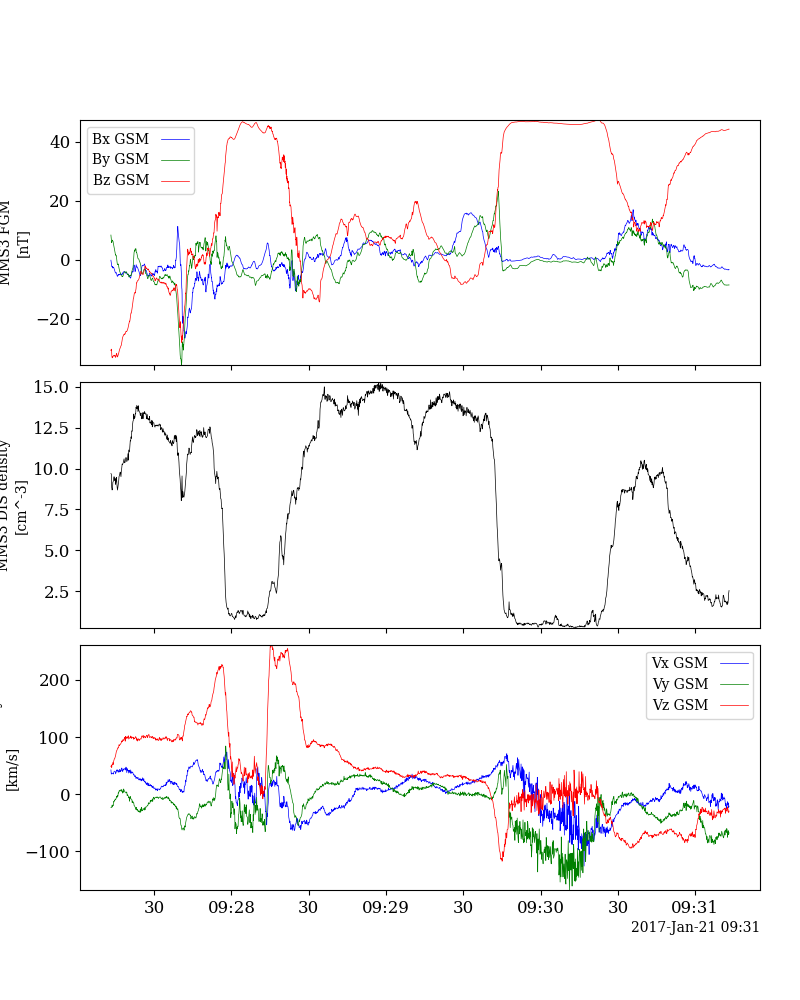 40
20
0
−20
MMS3 FGM
[nT]
Bx GSM
By GSM
Bz GSM
15.0
12.5
10.0
7.5
5.0
2.5
MMS3 DIS density
[cm^-3]
200
100
0
−100
[km/s]
Vx GSM
Vy GSM
Vz GSM
30 09:28 30 09:29 30 09:30 30 09:31
2017-Jan-21 09:31